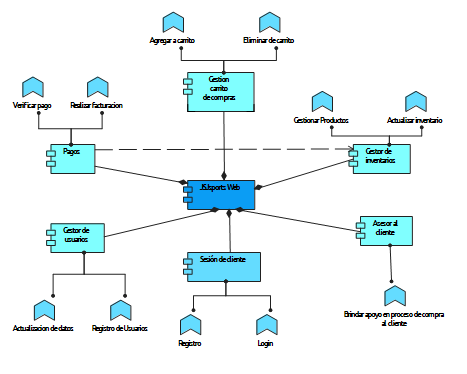 Agregar a carrito
Eliminar de carrito
Gestion
carrito
de compras
Verificar pago
Realizar facturacion
Gestionar Productos
Actualisar inventario
Pagos
Gestor de
inventarios
JSJsports Web
Gestor de
usuarios
Asesor al
cliente
Sesión de cliente
Actualizacion de datos
Registro de Usuarios
Registro
Login
Brindar apoyo en proceso de compra
al cliente